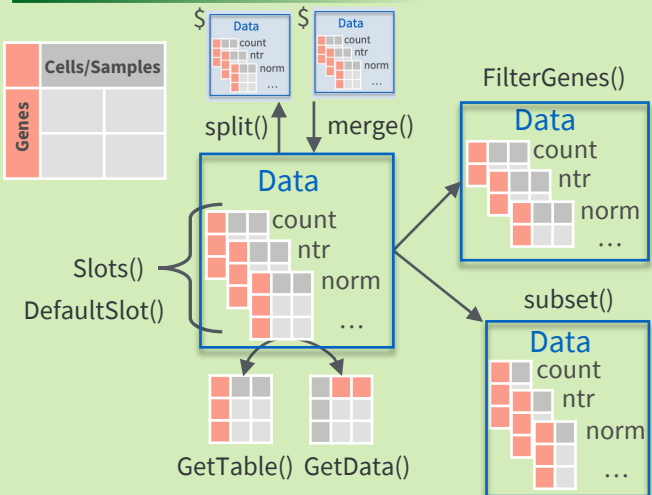 $
Data
count
ntr
norm
...
$
Data
count
ntr
norm
...
Cells/Samples
Genes
split()
merge()
FilterGenes()
Data
count
ntr
norm
...
Data
count
ntr
norm
...
Slots()
DefaultSlot()
subset()
Data
count
ntr
norm
...
GetTable()
GetData()